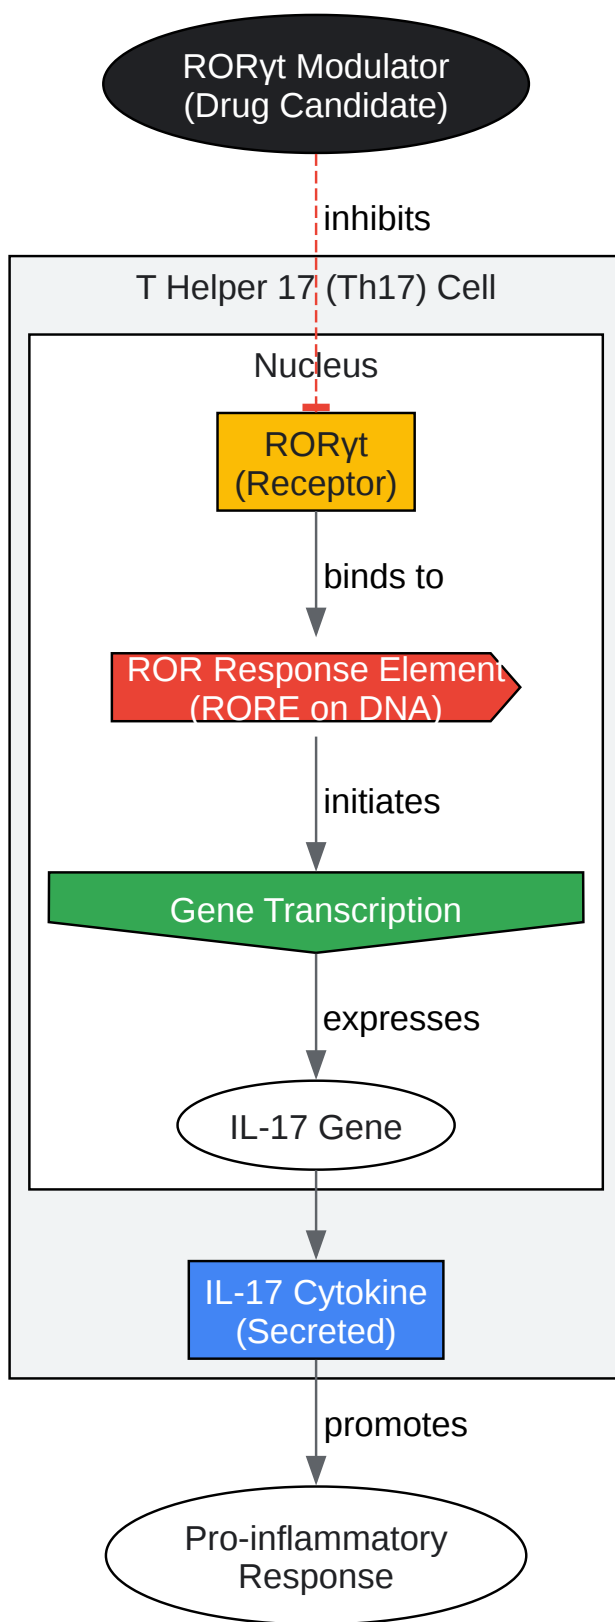 RORγt Modulator
(Drug Candidate)
inhibits
T Helper 17 (Th17) Cell
Nucleus
RORγt
(Receptor)
binds to
ROR Response Element
(RORE on DNA)
initiates
Gene Transcription
expresses
IL-17 Gene
IL-17 Cytokine
(Secreted)
promotes
Pro-inflammatory
Response